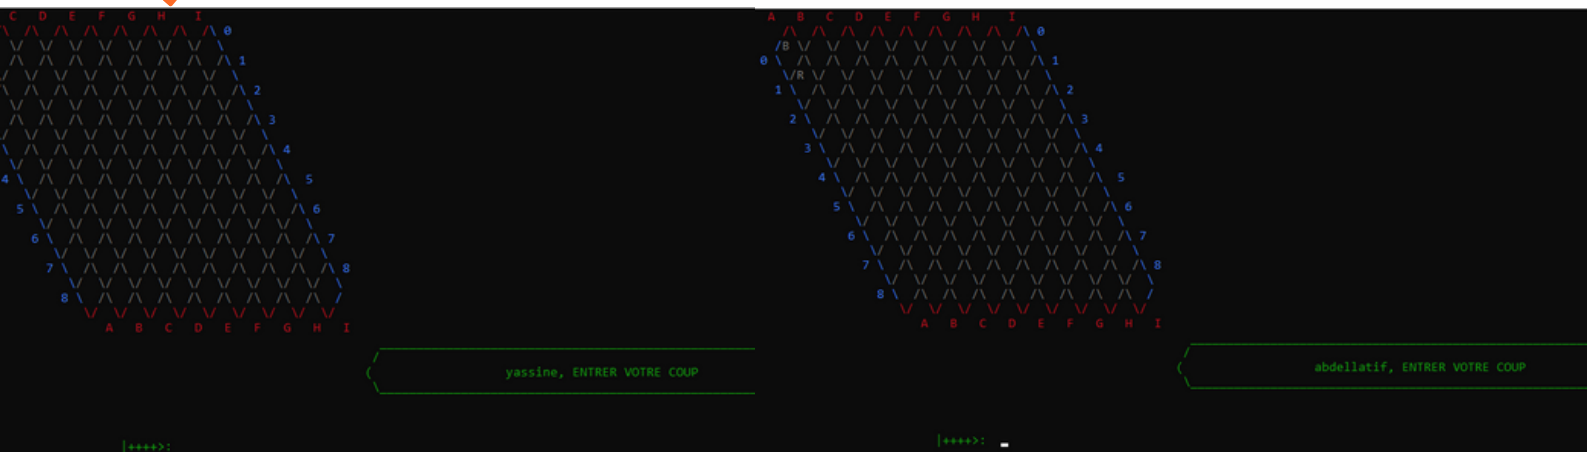 C D E F G H I
0
1
2
3
4
4 5
5 6
6 7
7 8
8
A B C D E F G H I
yassine, ENTRER VOTRE COUP
|++++>:
A B C D E F G H I
0
B
0 1
R
1 2
2 3
3 4
4 5
5 6
6 7
7 8
8
A B C D E F G H I
abdellatif, ENTRER VOTRE COUP
|++++>: